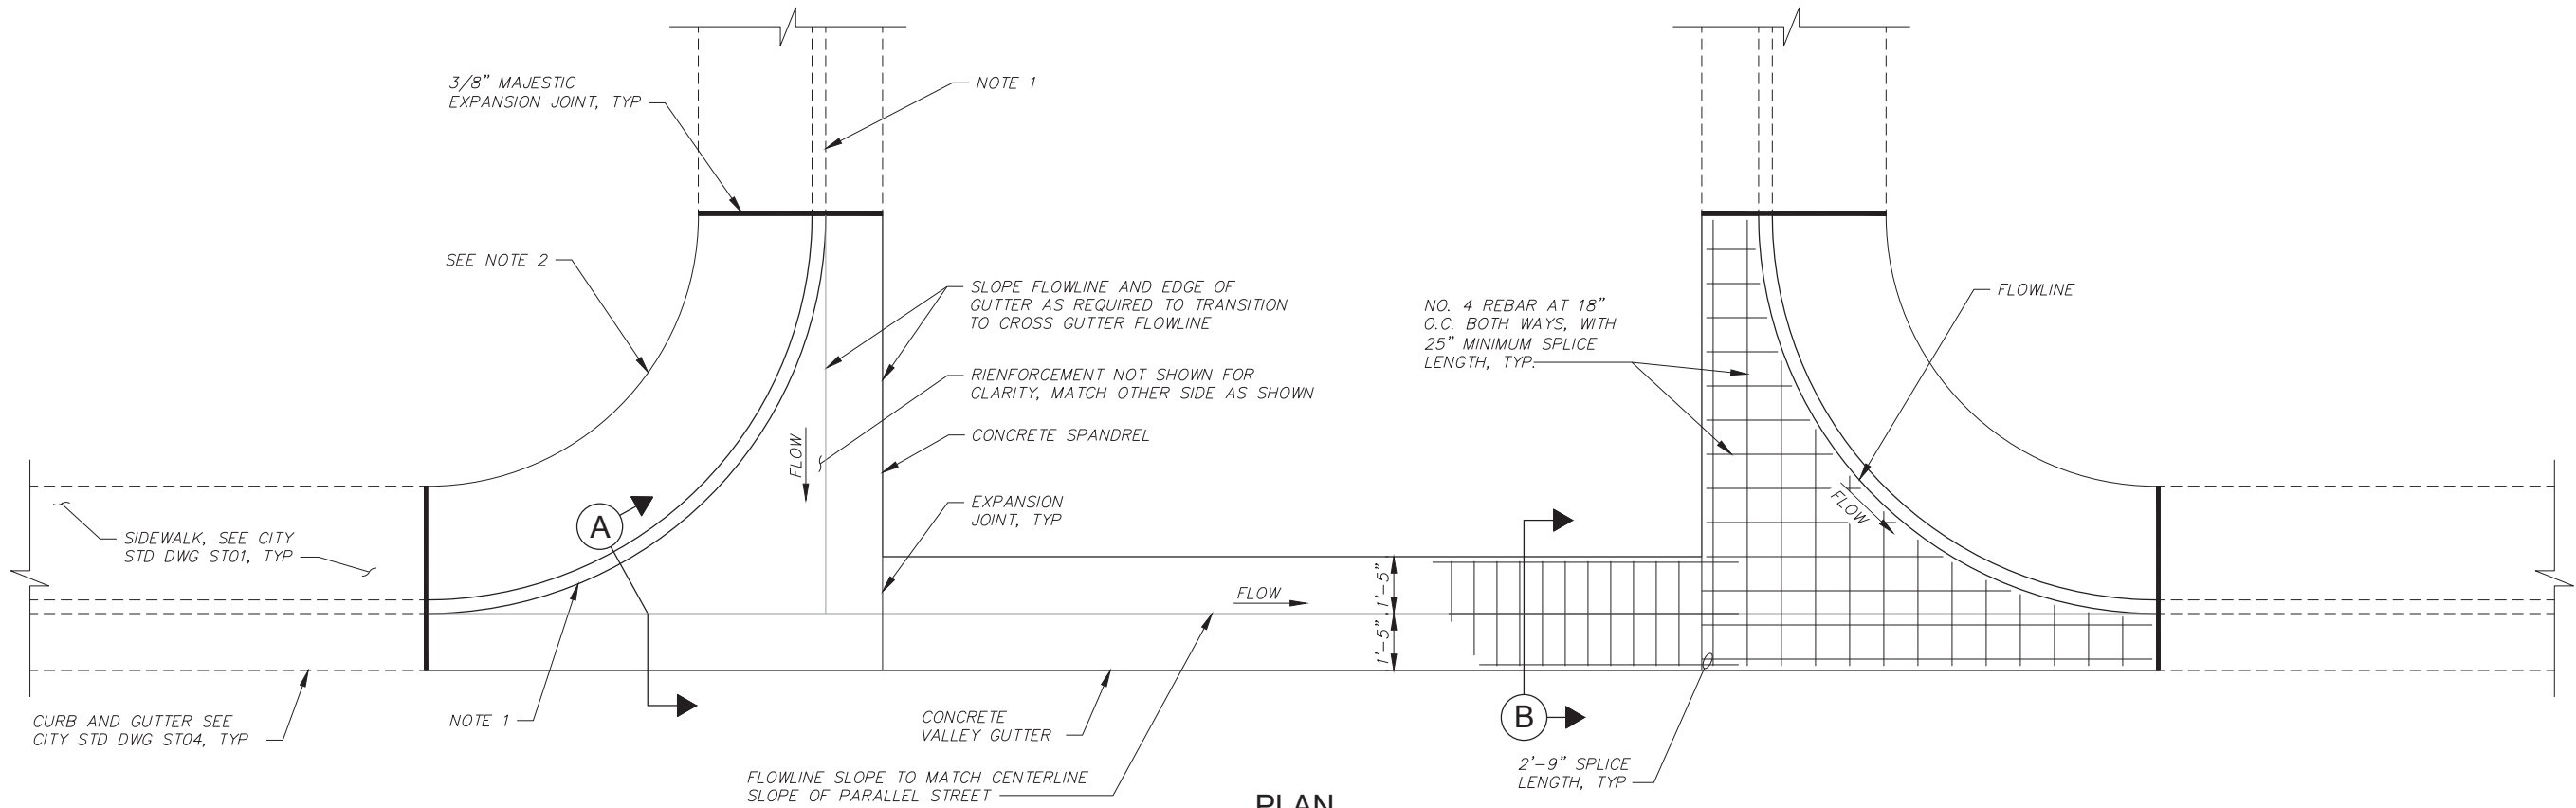 3/8" MAJESTIC
EXPANSION JOINT, TYP
NOTE 1
SEE NOTE 2
SLOPE FLOWLINE AND EDGE OF
GUTTER AS REQUIRED TO TRANSITION
TO CROSS GUTTER FLOWLINE
RIENFORCEMENT NOT SHOWN FOR
CLARITY, MATCH OTHER SIDE AS SHOWN
CONCRETE SPANDREL
FLOW
EXPANSION
JOINT, TYP
NO. 4 REBAR AT 18"
O.C. BOTH WAYS, WITH
25" MINIMUM SPLICE
LENGTH, TYP.
FLOWLINE
FLOW
SIDEWALK, SEE CITY
STD DWG ST01, TYP
A
FLOW
1'-5"
1'-5"
B
CURB AND GUTTER SEE
CITY STD DWG ST04, TYP
NOTE 1
CONCRETE
VALLEY GUTTER
FLOWLINE SLOPE TO MATCH CENTERLINE
SLOPE OF PARALLEL STREET
2'-9" SPLICE
LENGTH, TYP
PLAN